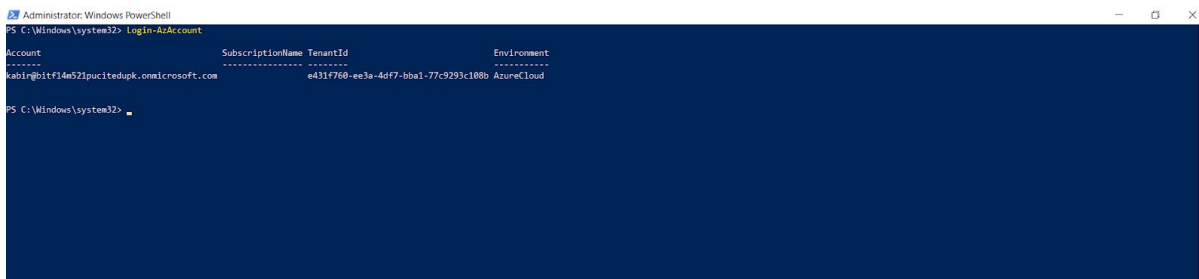 Administrator: Windows PowerShell
PS C:\Windows\system32> Login-AzAccount
Account SubscriptionName TenantId Environment
------- ---------------- -------- -----------
kabir@bitf14m521pucitedupk.onmicrosoft.com e431f760-ee3a-4df7-bba1-77c9293c108b AzureCloud
PS C:\Windows\system32> _